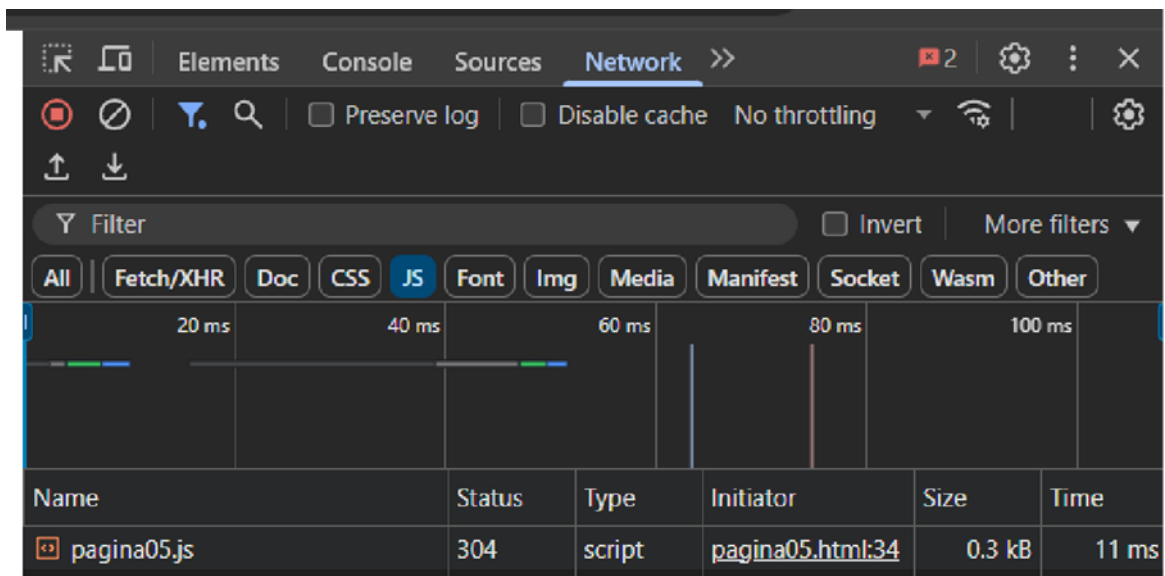 Elements Console Sources Network 2
Preserve log Disable cache No throttling
Filter Invert More filters
All Fetch/XHR Doc CSS JS Font Img Media Manifest Socket Wasm Other
20 ms 40 ms 60 ms 80 ms 100 ms
Name Status Type Initiator Size Time
pagina05.js 304 script pagina05.html:34 0.3 kB 11 ms